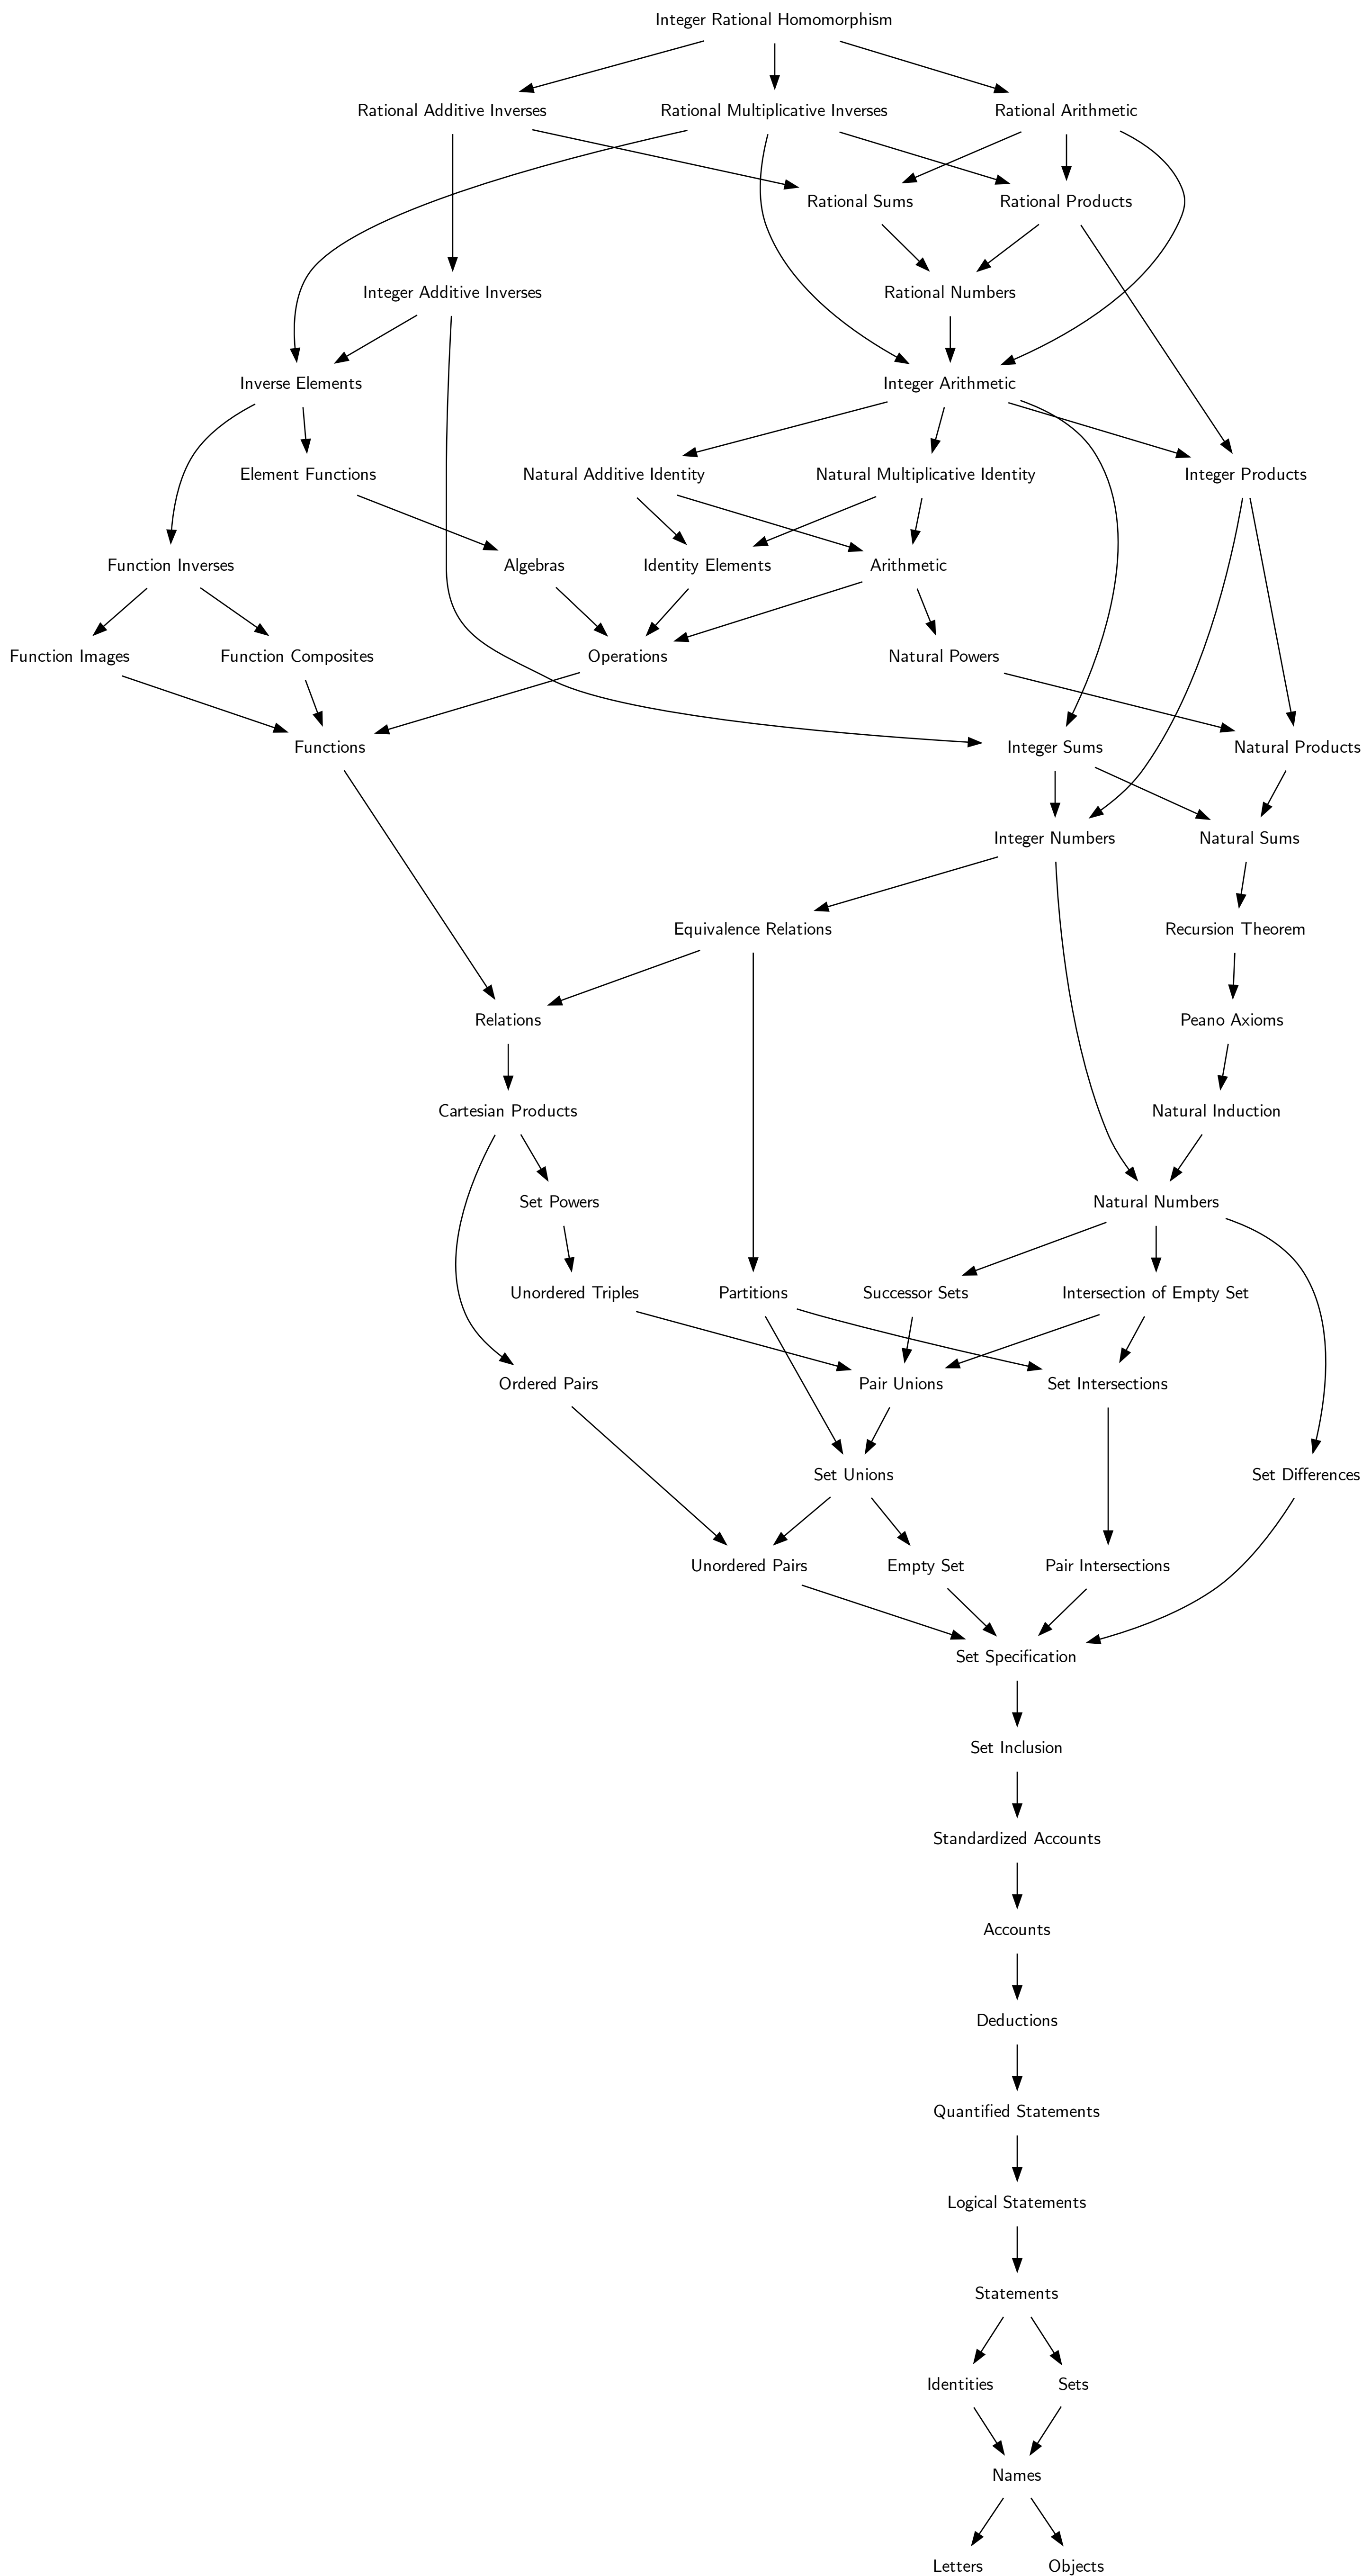 Integer Rational Homomorphism
Rational Additive Inverses
Rational Multiplicative Inverses
Rational Arithmetic
Rational Sums
Rational Products
Integer Additive Inverses
Rational Numbers
Inverse Elements
Integer Arithmetic
Element Functions
Natural Additive Identity
Natural Multiplicative Identity
Integer Products
Function Inverses
Algebras
Identity Elements
Arithmetic
Function Images
Function Composites
Operations
Natural Powers
Functions
Integer Sums
Natural Products
Integer Numbers
Natural Sums
Equivalence Relations
Recursion Theorem
Relations
Peano Axioms
Cartesian Products
Natural Induction
Set Powers
Natural Numbers
Unordered Triples
Partitions
Successor Sets
Intersection of Empty Set
Ordered Pairs
Pair Unions
Set Intersections
Set Unions
Set Differences
Unordered Pairs
Empty Set
Pair Intersections
Set Specification
Set Inclusion
Standardized Accounts
Accounts
Deductions
Quantified Statements
Logical Statements
Statements
Identities
Sets
Names
Letters
Objects